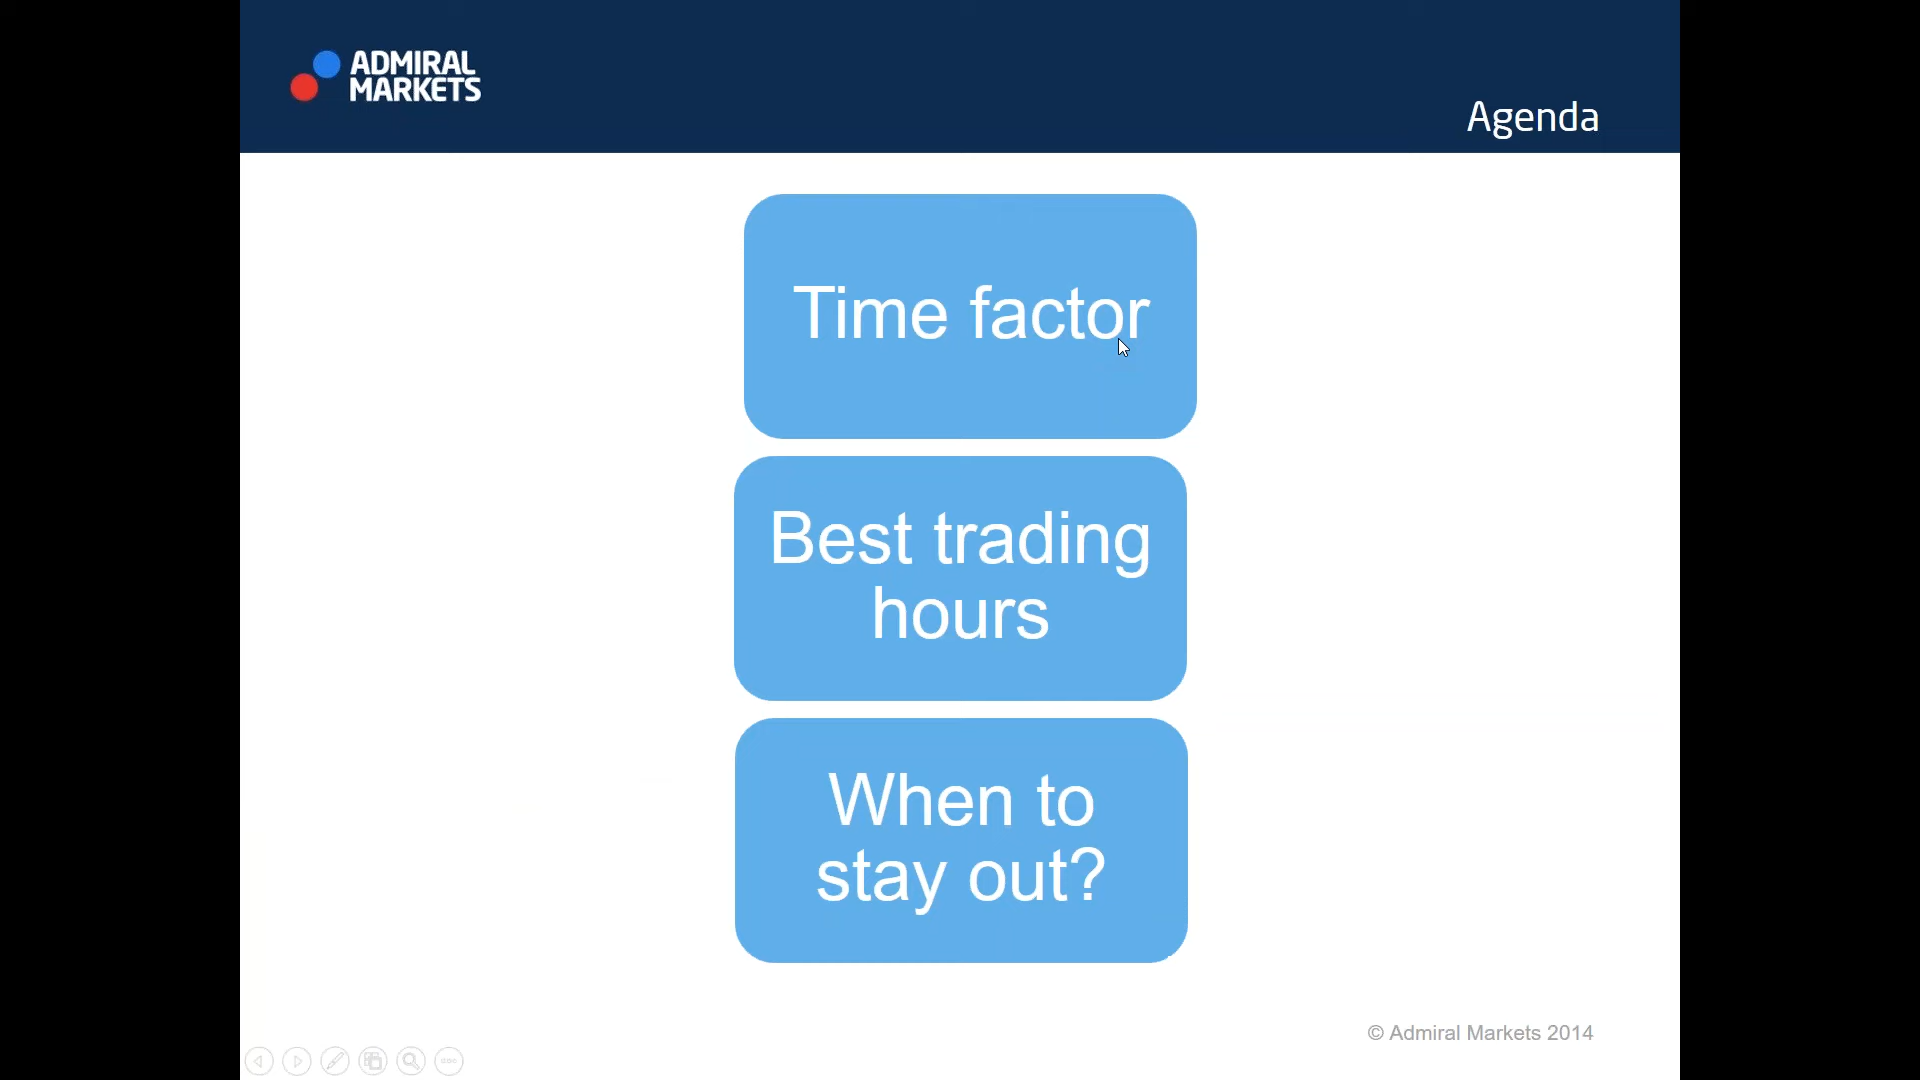 ADMIRAL
MARKETS
Agenda
Time factor
Best trading
hours
When to
stay out?
© Admiral Markets 2014